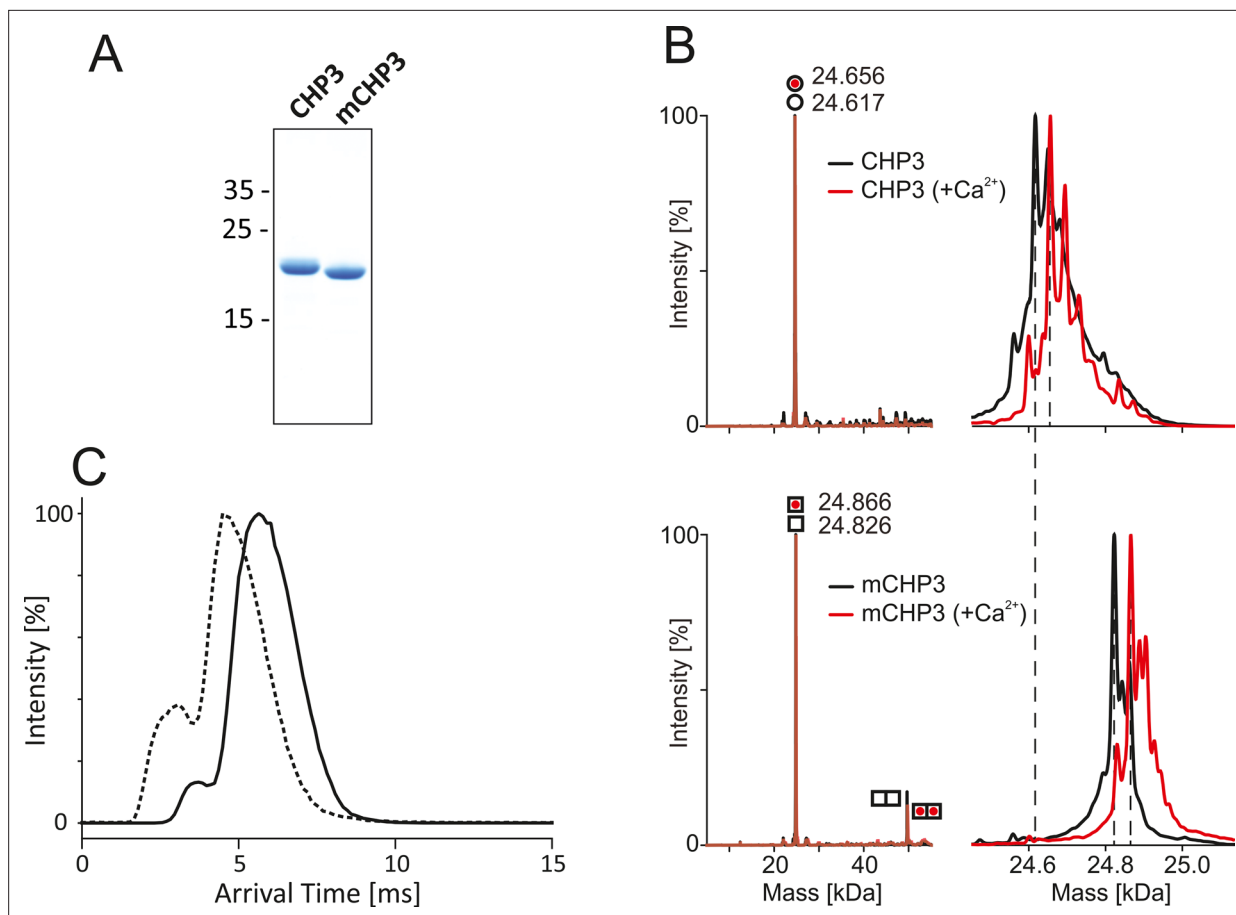 A
CHP3
mCHP3
35 -
25 -
15 -
B
24.656
24.617
100
CHP3
CHP3 (+Ca²⁺)
Intensity [%]
0
24.866
24.826
100
mCHP3
mCHP3 (+Ca²⁺)
Intensity [%]
0
20
40
Mass [kDa]
24.6
24.8
25.0
Mass [kDa]
C
100
Intensity [%]
0
0
5
10
15
Arrival Time [ms]